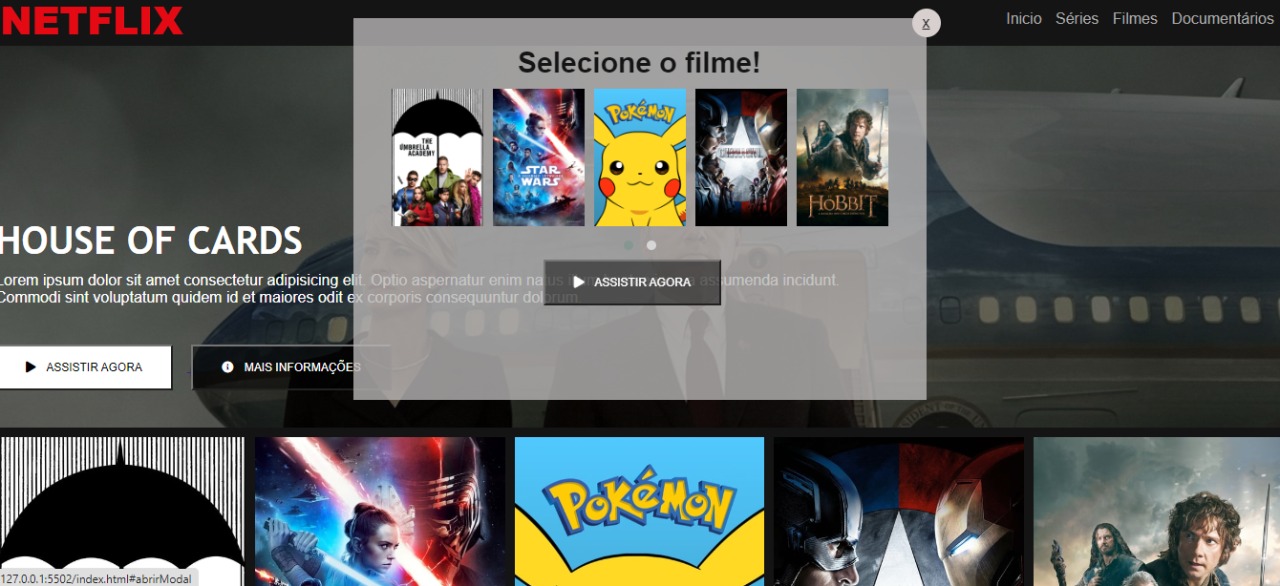 NETFLIX
Inicio Séries Filmes Documentários
x
Selecione o filme!
THE
UMBRELLA
ACADEMY
STAR
WARS
POKÉMON
THE
HOBBIT
HOUSE OF CARDS
Lorem ipsum dolor sit amet consectetur adipisicing elit. Optio aspernatur enim natus assumenda incidunt.
Commodi sint voluptatum quidem id et maiores odit ex corporis consequuntur dolorum
ASSISTIR AGORA
ASSISTIR AGORA
MAIS INFORMAÇÕES
POKÉMON
127.0.0.1:5502/index.html#abrirModal